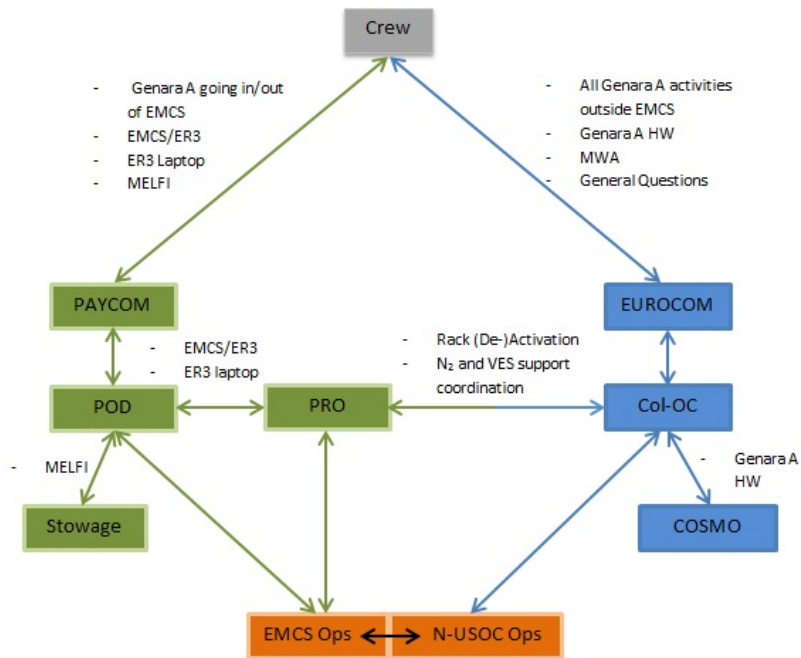 Crew
- Genara A going in/out
of EMCS
- EMCS/ER3
- ER3 Laptop
- MELFI
- All Genara A activities
outside EMCS
- Genara A HW
- MWA
- General Questions
PAYCOM
EUROCOM
- EMCS/ER3
- ER3 laptop
- Rack (De-)Activation
- N₂ and VES support
coordination
POD
PRO
Col-OC
- MELFI
- Genara A
HW
Stowage
COSMO
EMCS Ops
N-USOC Ops